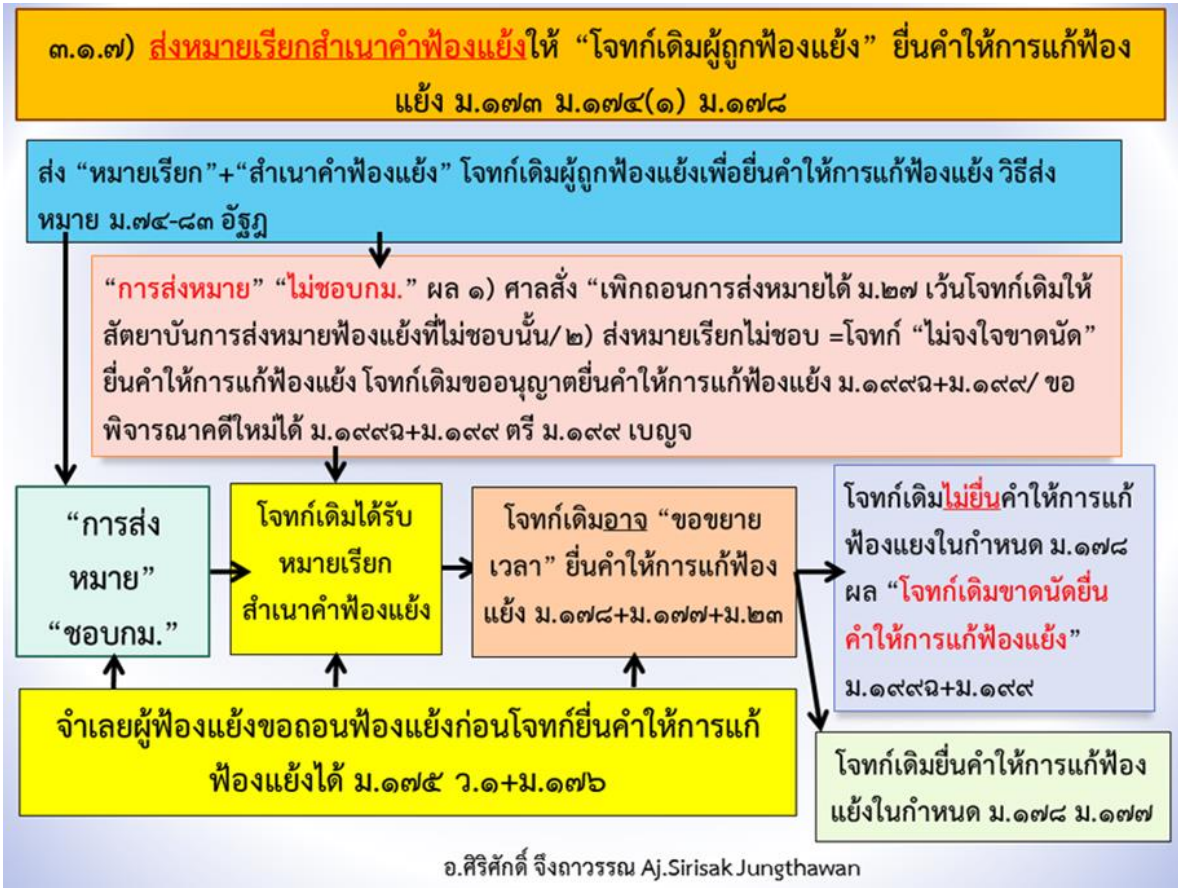 ๓.๑.๗) ส่งหมายเรียกสำเนาคำฟ้องแย้งให้ “โจทก์เดิมผู้ถูกฟ้องแย้ง” ยื่นคำให้การแก้ฟ้อง
แย้ง ม.๑๗๓ ม.๑๗๔(๑) ม.๑๗๘
ส่ง “หมายเรียก”+“สำเนาคำฟ้องแย้ง” โจทก์เดิมผู้ถูกฟ้องแย้งเพื่อยื่นคำให้การแก้ฟ้องแย้ง วิธีส่ง
หมาย ม.๗๔-๘๓ อัฐฎ
“การส่งหมาย” “ไม่ชอบกม.” ผล ๑) ศาลสั่ง “เพิกถอนการส่งหมายได้ ม.๒๗ เว้นโจทก์เดิมให้
สัตยาบันการส่งหมายฟ้องแย้งที่ไม่ชอบนั้น/๒) ส่งหมายเรียกไม่ชอบ =โจทก์ “ไม่จงใจขาดนัด”
ยื่นคำให้การแก้ฟ้องแย้ง โจทก์เดิมขออนุญาตยื่นคำให้การแก้ฟ้องแย้ง ม.๑๙๙ฉ+ม.๑๙๙/ ขอ
พิจารณาคดีใหม่ได้ ม.๑๙๙ฉ+ม.๑๙๙ ตรี ม.๑๙๙ เบญจ
“การส่ง
หมาย”
“ชอบกม.”
โจทก์เดิมได้รับ
หมายเรียก
สำเนาคำฟ้องแย้ง
โจทก์เดิมอาจ “ขอขยาย
เวลา” ยื่นคำให้การแก้ฟ้อง
แย้ง ม.๑๗๘+ม.๑๗๗+ม.๒๓
โจทก์เดิมไม่ยื่นคำให้การแก้
ฟ้องแยงในกำหนด ม.๑๗๘
ผล “โจทก์เดิมขาดนัดยื่น
คำให้การแก้ฟ้องแย้ง”
ม.๑๙๙ฉ+ม.๑๙๙
จำเลยผู้ฟ้องแย้งขอถอนฟ้องแย้งก่อนโจทก์ยื่นคำให้การแก้
ฟ้องแย้งได้ ม.๑๗๕ ว.๑+ม.๑๗๖
โจทก์เดิมยื่นคำให้การแก้ฟ้อง
แย้งในกำหนด ม.๑๗๘ ม.๑๗๗
อ.ศิริศักดิ์ จึงถาวรรณ Aj.Sirisak Jungthawan